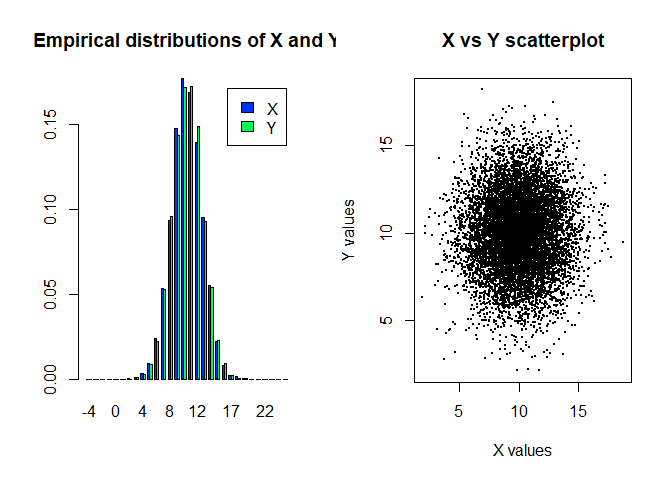 Empirical distributions of X and Y
X
Y
0.15
0.10
0.05
0.00
-4 0 4 8 12 17 22
X vs Y scatterplot
Y values
15
10
5
5 10 15
X values